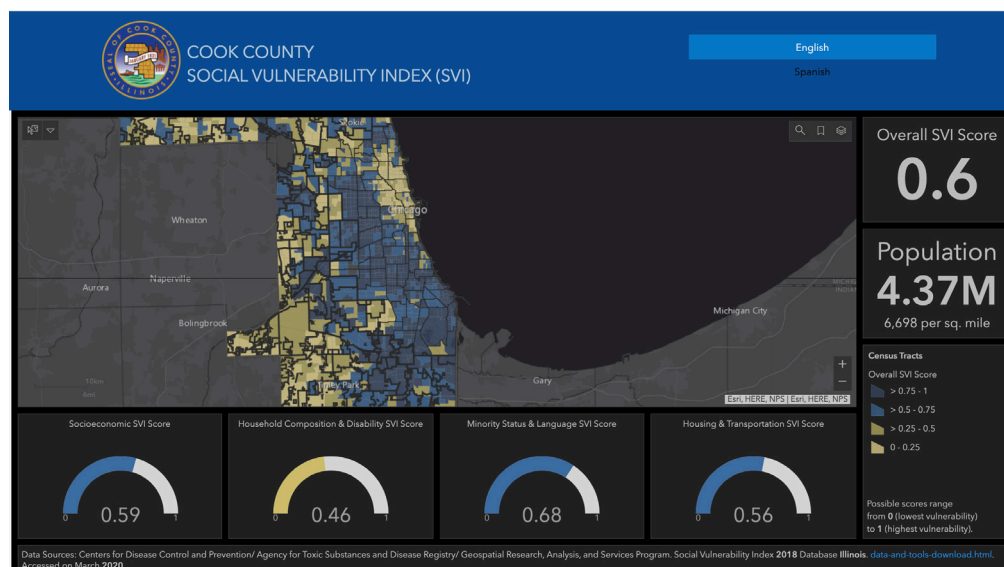 COOK COUNTY
SOCIAL VULNERABILITY INDEX (SVI)
English
Spanish
Skokie
Chicago
Wheaton
Naperville
Aurora
Bolingbrook
Tinley Park
Michigan City
Gary
MICHIG
INDIAN
10km
6mi
+
−
Esri, HERE, NPS | Esri, HERE, NPS
Overall SVI Score
0.6
Population
4.37M
6,698 per sq. mile
Census Tracts
Overall SVI Score
> 0.75 - 1
> 0.5 - 0.75
> 0.25 - 0.5
0 - 0.25
Possible scores range
from 0 (lowest vulnerability)
to 1 (highest vulnerability).
Socioeconomic SVI Score
0.59
0
1
Household Composition & Disability SVI Score
0.46
0
1
Minority Status & Language SVI Score
0.68
0
1
Housing & Transportation SVI Score
0.56
0
1
Data Sources: Centers for Disease Control and Prevention/ Agency for Toxic Substances and Disease Registry/ Geospatial Research, Analysis, and Services Program. Social Vulnerability Index 2018 Database Illinois. data-and-tools-download.html.
Accessed on March 2020.